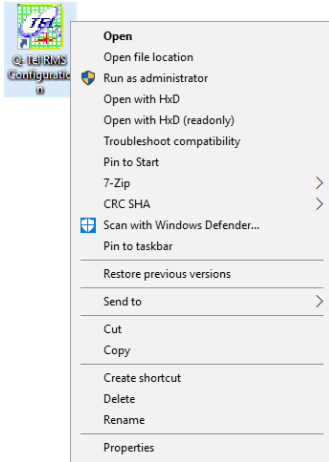 TEL
Q-Tel RMS
Configuratio
n
Open
Open file location
Run as administrator
Open with HxD
Open with HxD (readonly)
Troubleshoot compatibility
Pin to Start
7-Zip
CRC SHA
Scan with Windows Defender...
Pin to taskbar
Restore previous versions
Send to
Cut
Copy
Create shortcut
Delete
Rename
Properties